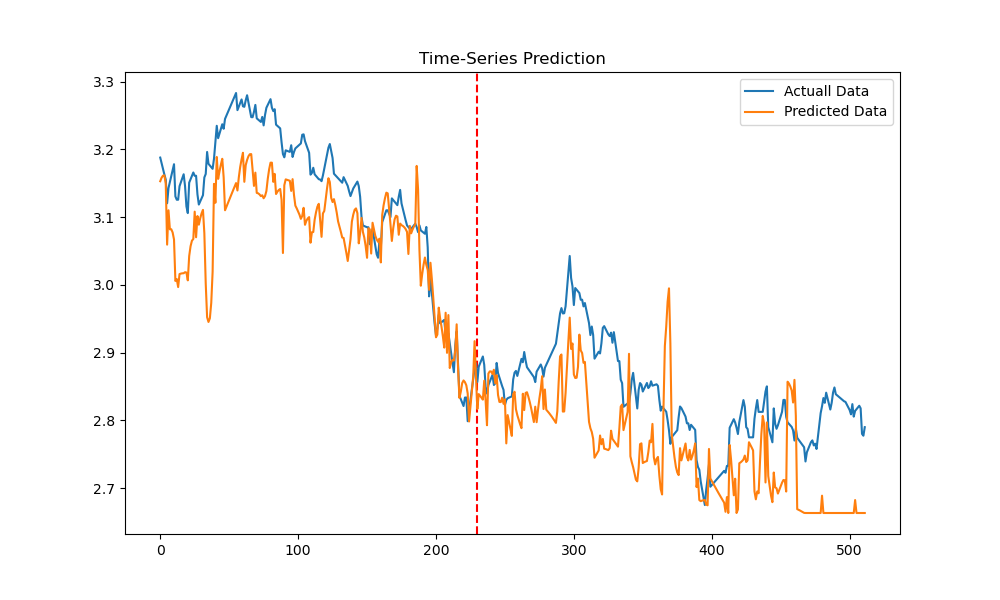 Time-Series Prediction
Actuall Data
Predicted Data
3.3
3.2
3.1
3.0
2.9
2.8
2.7
0 100 200 300 400 500